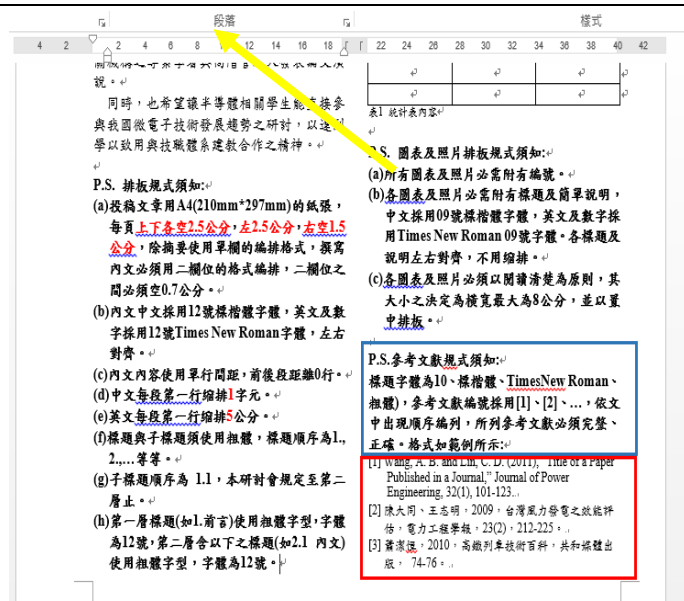 段落
樣式
4 2 2 4 6 8 10 12 14 16 18 22 24 26 28 30 32 34 36 38 40 42
說。
同時,也希望讓半導體相關學生能直接參
與我國微電子技術發展趨勢之研討,以達到
學以致用與技職體系建教合作之精神。
P.S. 排板規式須知:
(a)投稿文章用A4(210mm*297mm)的紙張,
每頁上下各空2.5公分,左2.5公分,右空1.5
公分,除摘要使用單欄的編排格式,撰寫
內文必須用二欄位的格式編排,二欄位之
間必須空0.7公分。
(b)內文中文採用12號標楷體字體,英文及數
字採用12號Times New Roman字體,左右
對齊。
(c)內文內容使用單行間距,前後段距離0行。
(d)中文每段第一行縮排1字元。
(e)英文每段第一行縮排5公分。
(f)標題與子標題須使用粗體,標題順序為1.,
2.,…等等。
(g)子標題順序為 1.1,本研討會規定至第二
層止。
(h)第一層標題(如1.前言)使用粗體字型,字體
為12號,第二層含以下之標題(如2.1 內文)
使用粗體字型,字體為12號。
表1 統計表內容
P.S. 圖表及照片排板規式須知:
(a)所有圖表及照片必需附有編號。
(b)各圖表及照片必需附有標題及簡單說明,
中文採用09號標楷體字體,英文及數字採
用Times New Roman 09號字體。各標題及
說明左右對齊,不用縮排。
(c)各圖表及照片必須以閱讀清楚為原則,其
大小之決定為橫寬最大為8公分,並以置
中排板。
P.S.參考文獻規式須知:
標題字體為10、標楷體、TimesNew Roman、
粗體),參考文獻編號採用[1]、[2]、…,依文
中出現順序編列,所列參考文獻必須完整、
正確。格式如範例所示:
[1] Wang, A. B. and Lin, C. D. (2011), "Title of a Paper
Published in a Journal," Journal of Power
Engineering, 32(1), 101-123.
[2] 陳大同、王志明,2009,台灣風力發電之效能評
估,電力工程學報,23(2),212-225。
[3] 蕭潔恆,2010,高鐵列車技術百科,共和媒體出
版, 74-76。